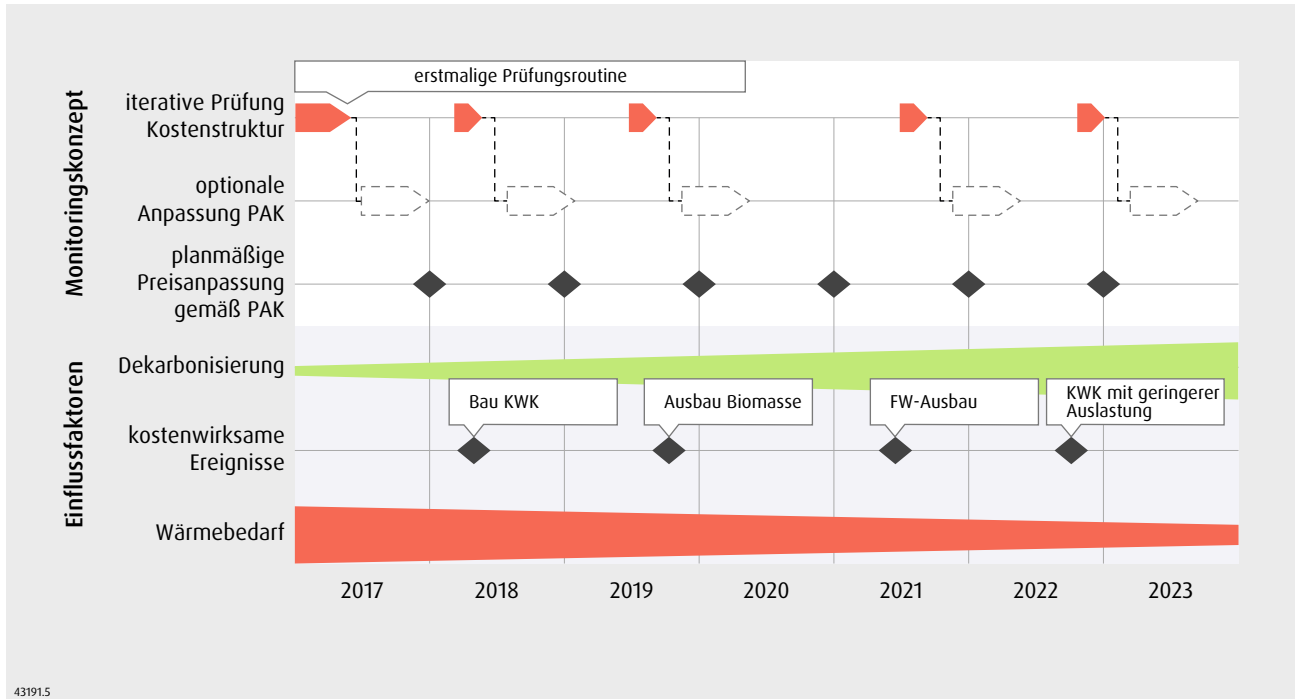 erstmalige Prüfungsroutine
Monitoringskonzept
iterative Prüfung
Kostenstruktur
optionale
Anpassung PAK
planmäßige
Preisanpassung
gemäß PAK
Einflussfaktoren
Dekarbonisierung
Bau KWK
Ausbau Biomasse
FW-Ausbau
KWK mit geringerer
Auslastung
kostenwirksame
Ereignisse
Wärmebedarf
2017 2018 2019 2020 2021 2022 2023
43191.5